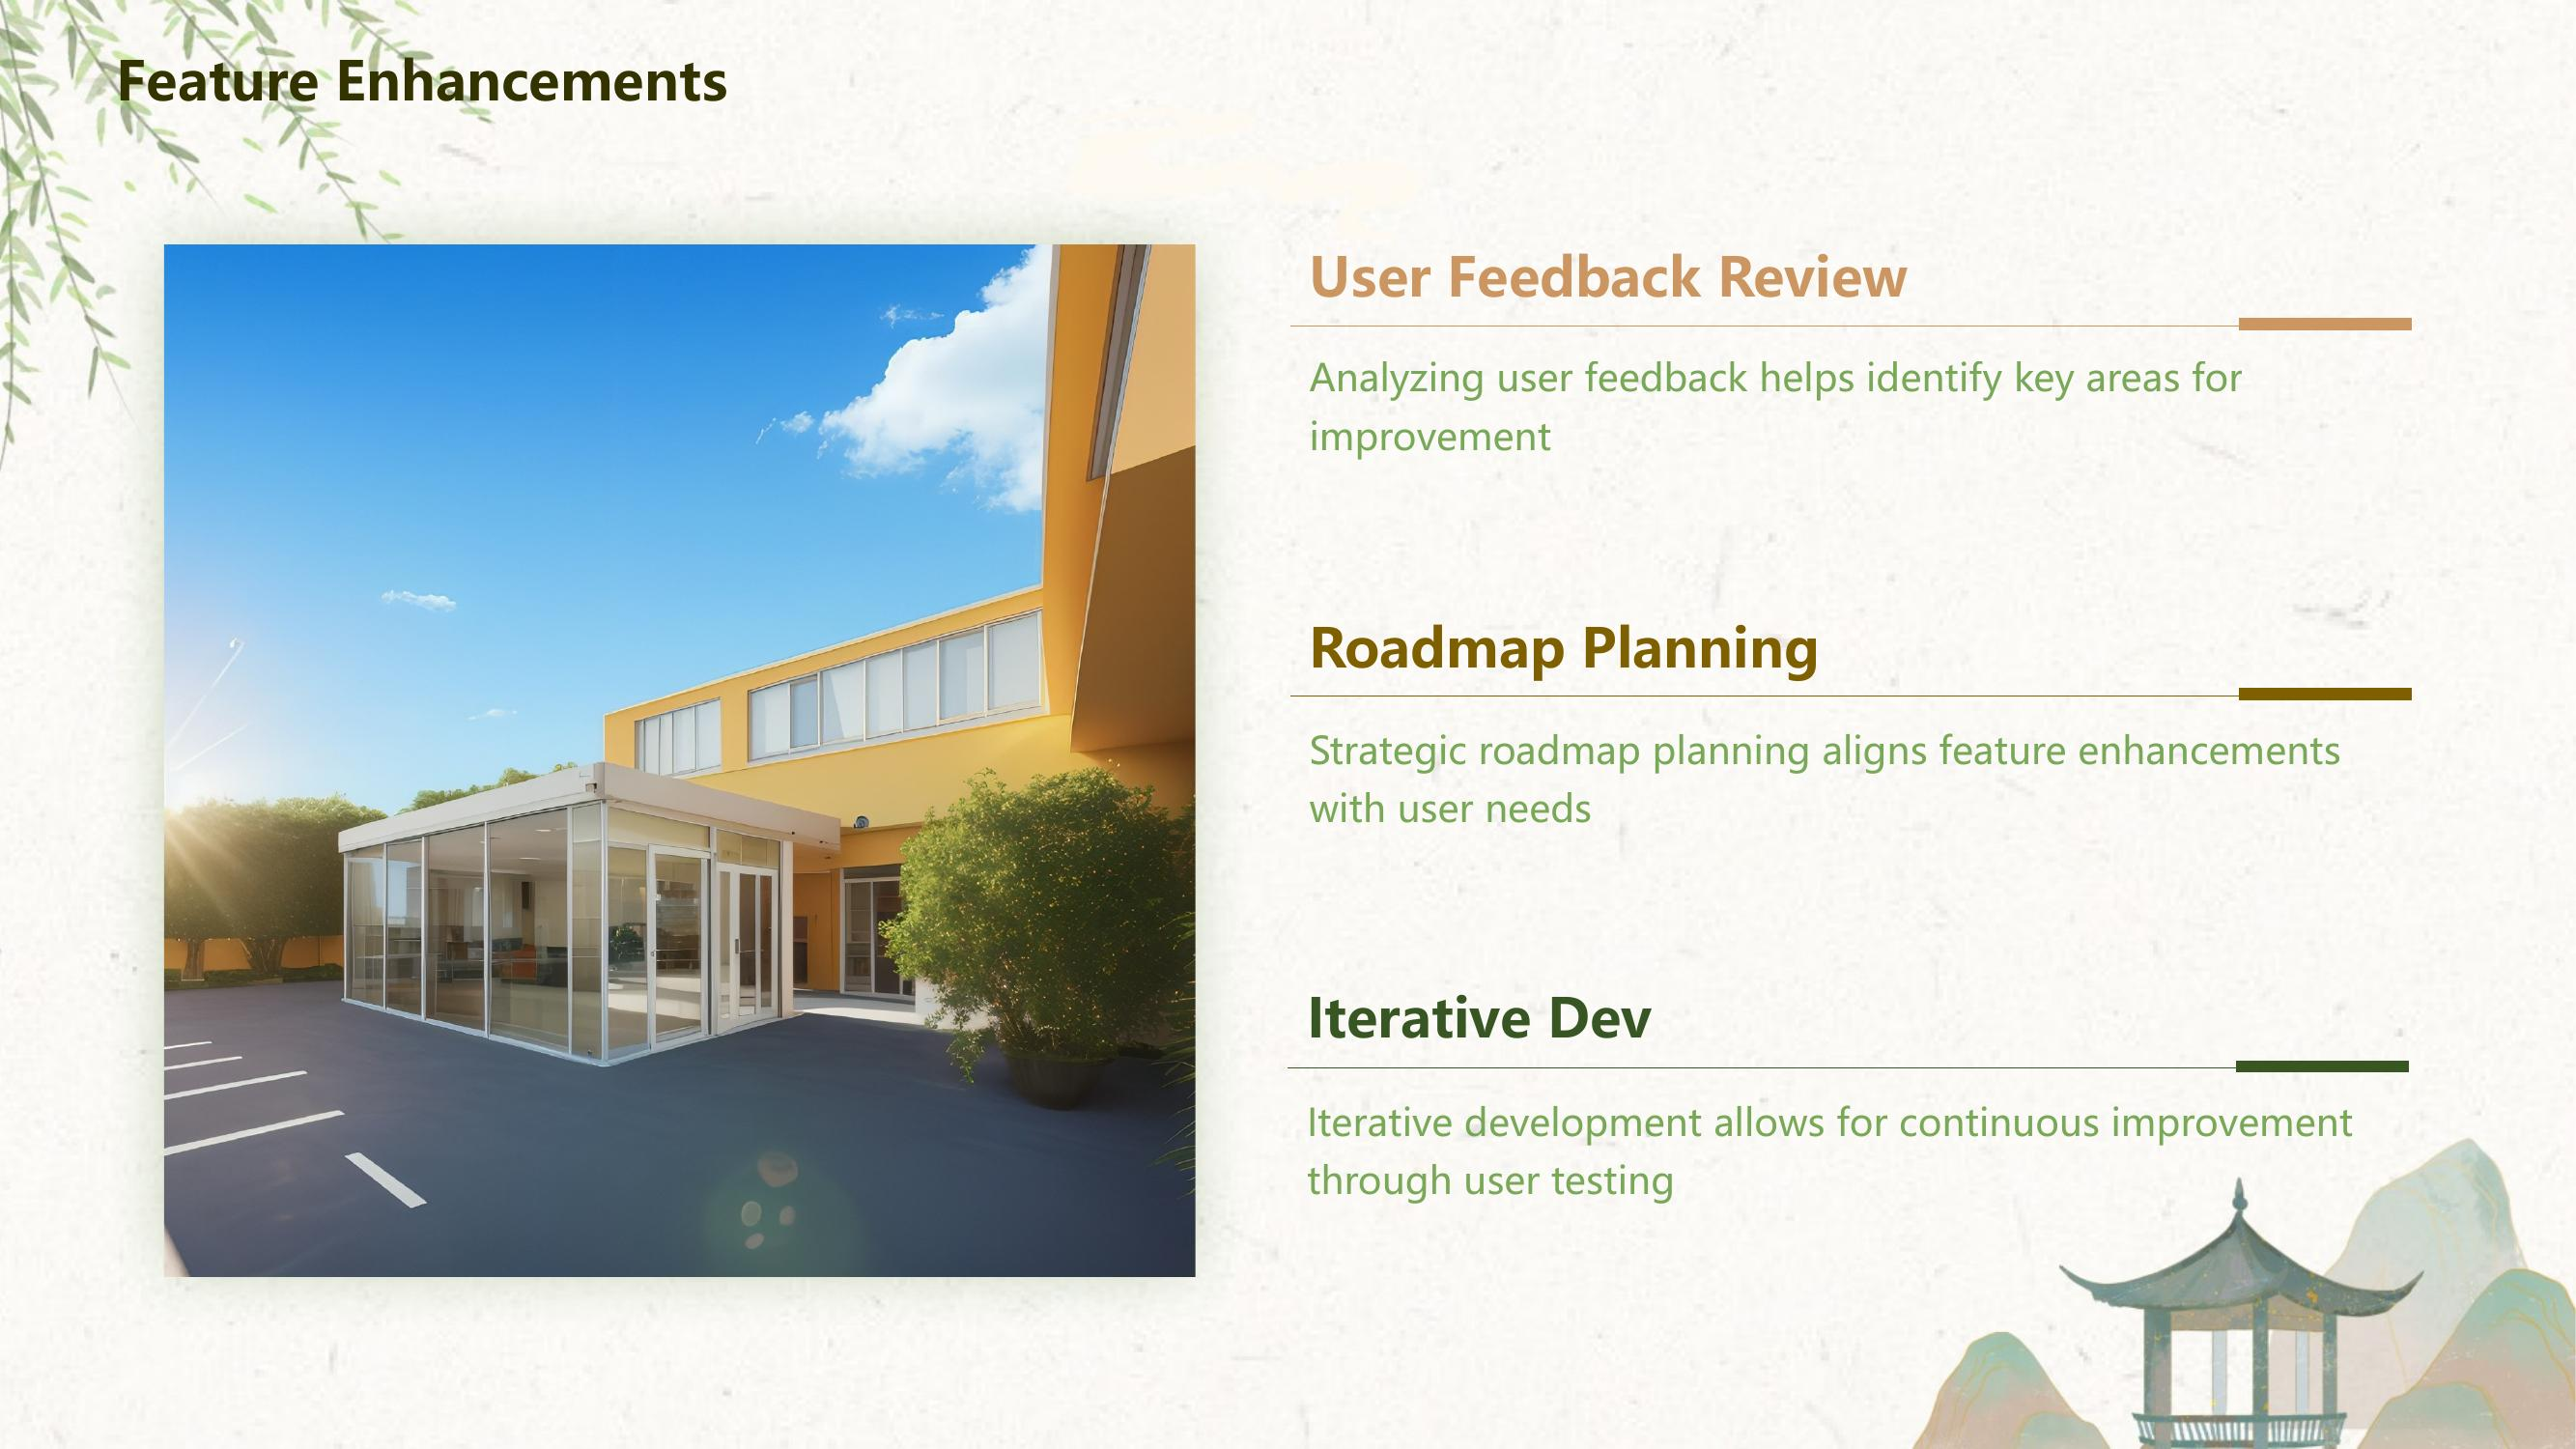 Feature Enhancements
User Feedback Review
Analyzing user feedback helps identify key areas for
improvement
Roadmap Planning
Strategic roadmap planning aligns feature enhancements
with user needs
Iterative Dev
Iterative development allows for continuous improvement
through user testing